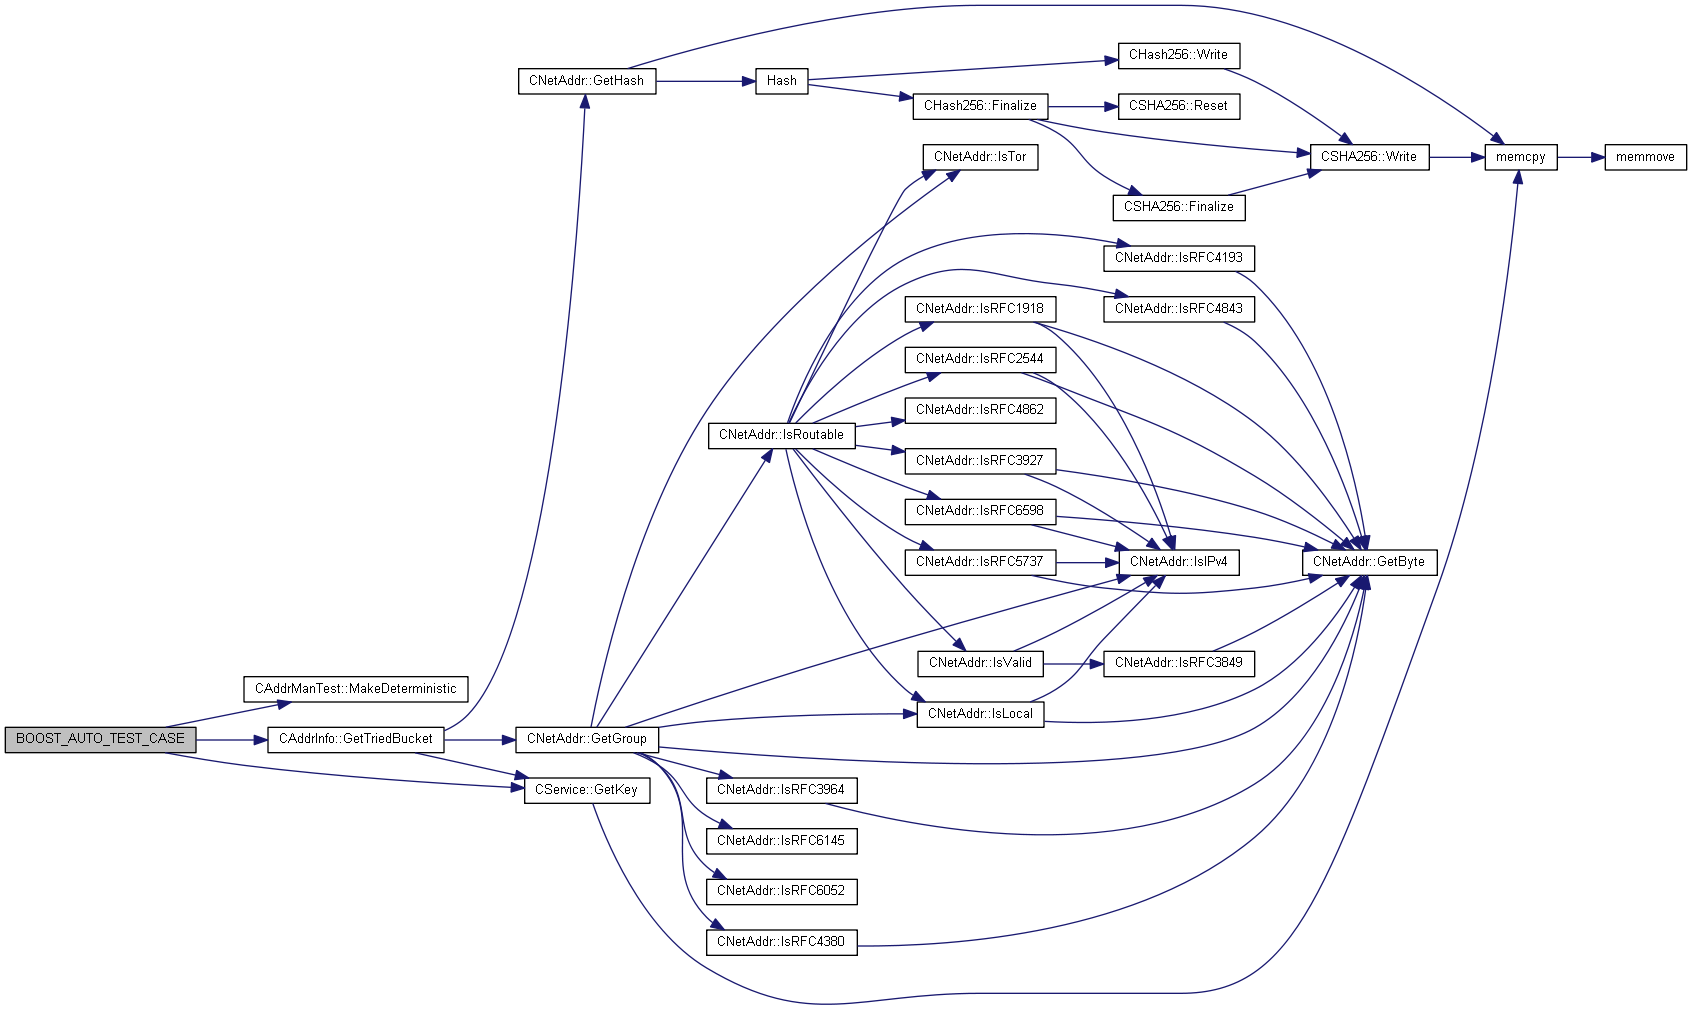 CHash256::Write
CNetAddr::GetHash
Hash
CHash256::Finalize
CSHA256::Reset
CNetAddr::IsTor
CSHA256::Write
memcpy
memmove
CSHA256::Finalize
CNetAddr::IsRFC4193
CNetAddr::IsRFC1918
CNetAddr::IsRFC4843
CNetAddr::IsRFC2544
CNetAddr::IsRFC4862
CNetAddr::IsRoutable
CNetAddr::IsRFC3927
CNetAddr::IsRFC6598
CNetAddr::IsRFC5737
CNetAddr::IsIPv4
CNetAddr::GetByte
CNetAddr::IsValid
CNetAddr::IsRFC3849
CAddrManTest::MakeDeterministic
CNetAddr::IsLocal
BOOST_AUTO_TEST_CASE
CAddrInfo::GetTriedBucket
CNetAddr::GetGroup
CService::GetKey
CNetAddr::IsRFC3964
CNetAddr::IsRFC6145
CNetAddr::IsRFC6052
CNetAddr::IsRFC4380